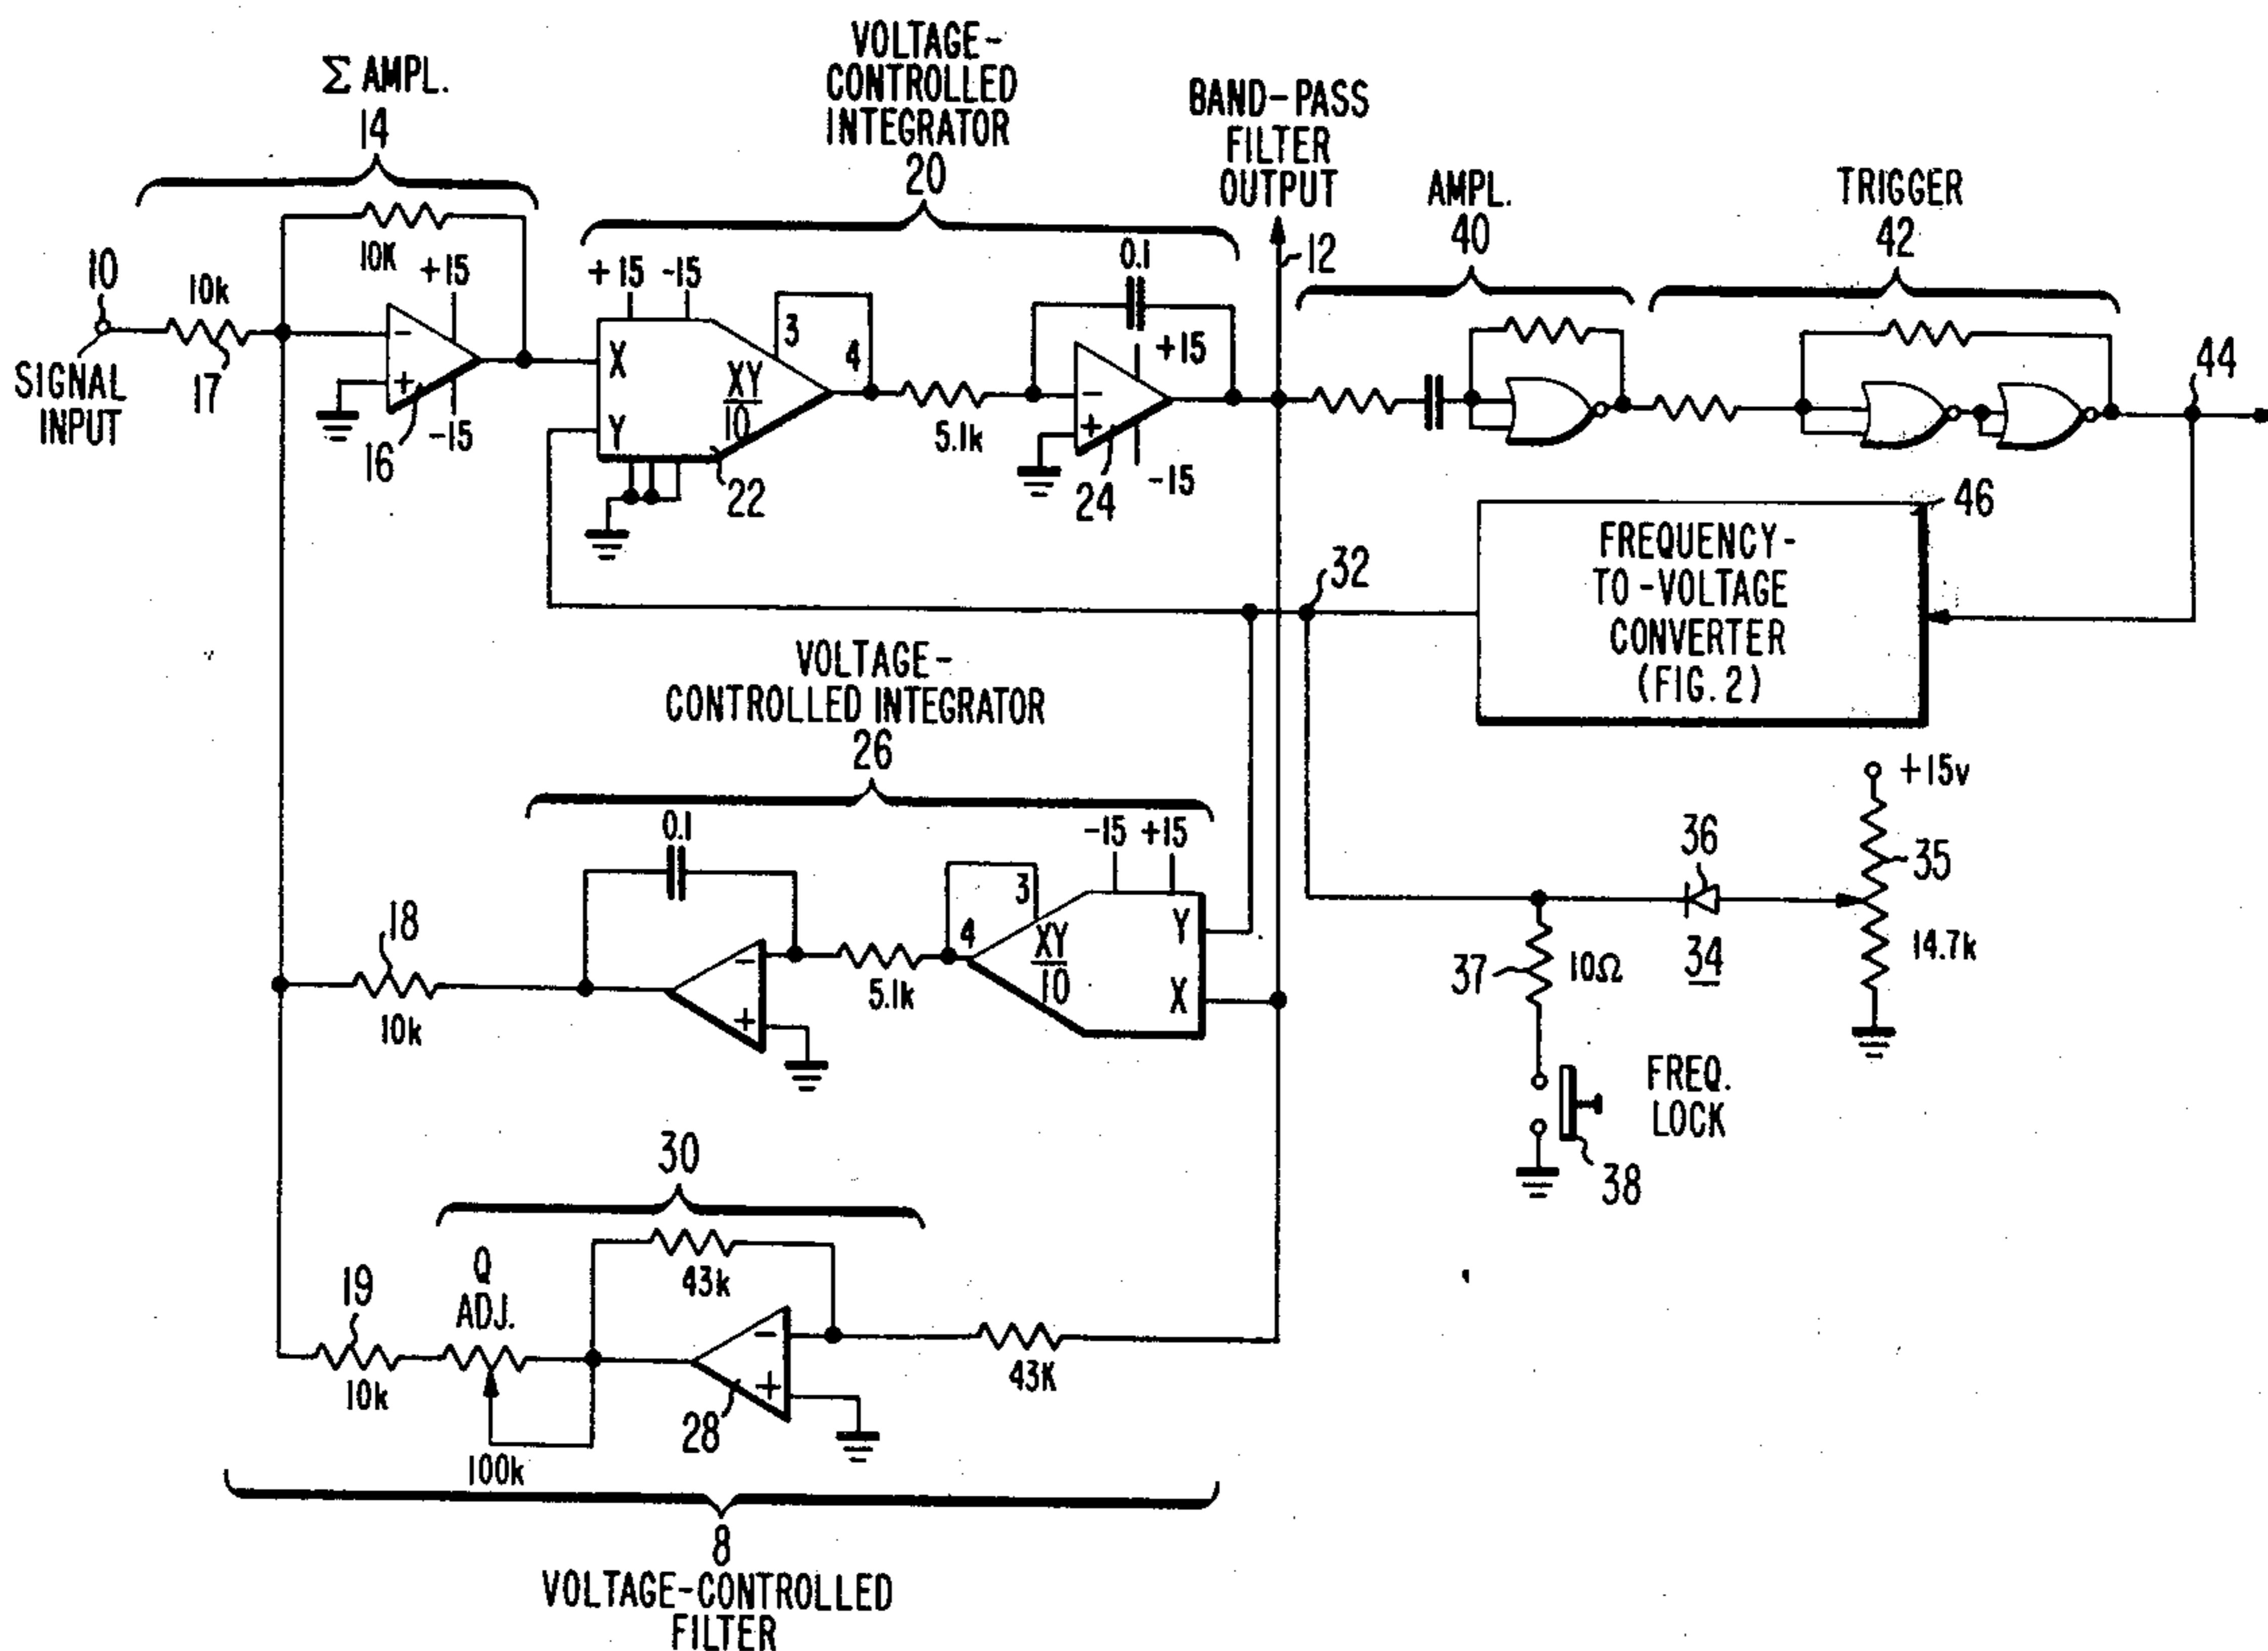 Σ AMPL.
14
VOLTAGE-
CONTROLLED
INTEGRATOR
20
BAND-PASS
FILTER
OUTPUT
12
AMPL.
40
TRIGGER
42
10
SIGNAL
INPUT
10k
17
10K
+15
-
+
-15
16
+15 -15
X
Y
XY
10
3
4
22
5.1k
0.1
+15
-
+
-15
24
44
46
FREQUENCY-
TO-VOLTAGE
CONVERTER
(FIG. 2)
32
VOLTAGE-
CONTROLLED INTEGRATOR
26
18
10k
0.1
-
+
5.1k
-15 +15
3
4
XY
10
Y
X
+15v
35
14.7k
36
34
37
10Ω
FREQ.
LOCK
38
30
19
10k
Q
ADJ.
100k
43k
-
+
28
43K
8
VOLTAGE-CONTROLLED
FILTER